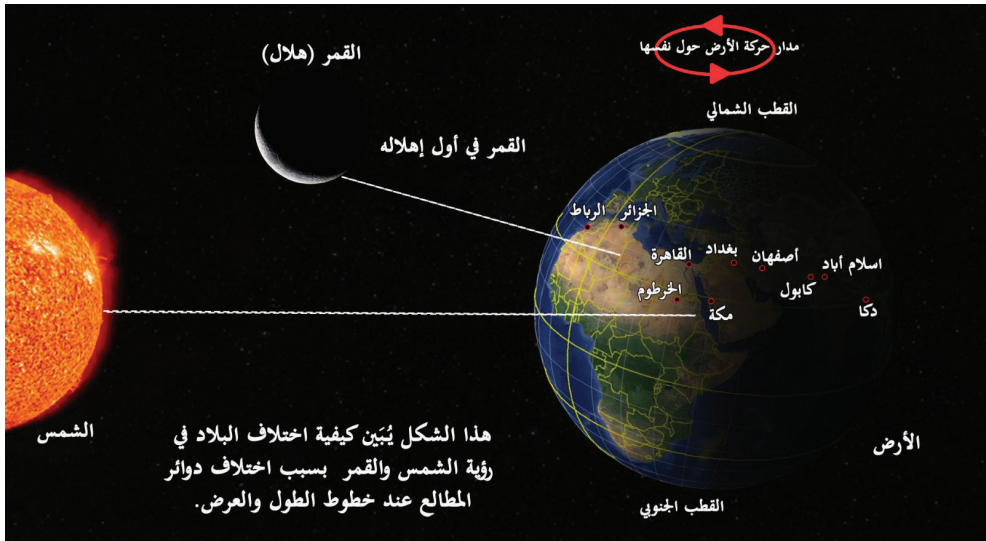 مدار حركة الأرض حول نفسها
القمر (هلال)
القطب الشمالي
القمر في أول إهلاله
الجزائر
الرباط
اسلام أباد
أصفهان
بغداد
القاهرة
كابول
الخرطوم
مكة
دكا
الشمس
الأرض
هذا الشكل يُبَين كيفية اختلاف البلاد في
رؤية الشمس والقمر بسبب اختلاف دوائر
المطالع عند خطوط الطول والعرض.
القطب الجنوبي